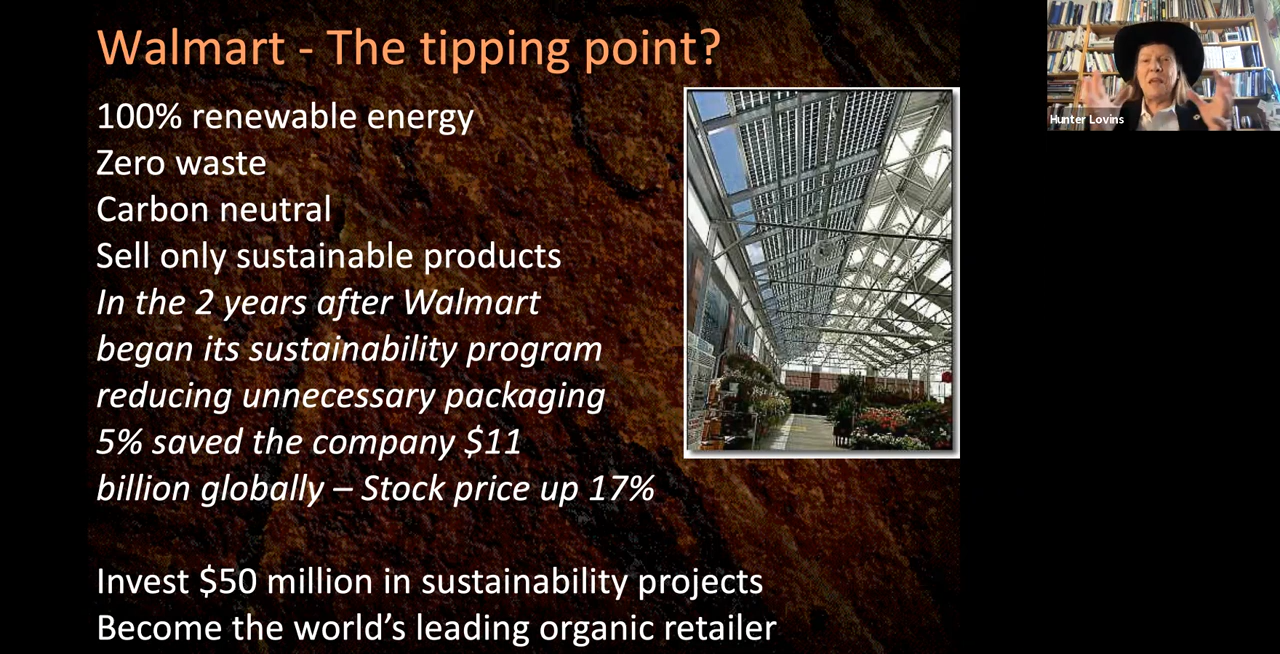 Walmart - The tipping point?
100% renewable energy
Zero waste
Carbon neutral
Sell only sustainable products
In the 2 years after Walmart
began its sustainability program
reducing unnecessary packaging
5% saved the company $11
billion globally – Stock price up 17%
Invest $50 million in sustainability projects
Become the world’s leading organic retailer
Hunter Lovins